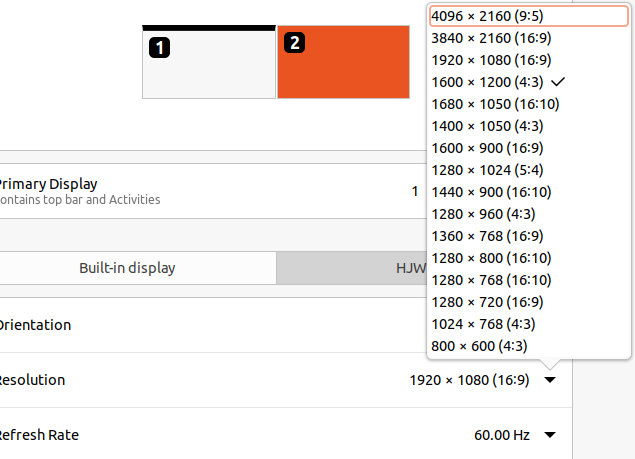 1
2
Primary Display
ontains top bar and Activities
1
Built-in display
HJW
Orientation
Resolution
1920 × 1080 (16:9)
Refresh Rate
60.00 Hz
4096 × 2160 (9:5)
3840 × 2160 (16:9)
1920 × 1080 (16:9)
1600 × 1200 (4:3)
1680 × 1050 (16:10)
1400 × 1050 (4:3)
1600 × 900 (16:9)
1280 × 1024 (5:4)
1440 × 900 (16:10)
1280 × 960 (4:3)
1360 × 768 (16:9)
1280 × 800 (16:10)
1280 × 768 (16:10)
1280 × 720 (16:9)
1024 × 768 (4:3)
800 × 600 (4:3)